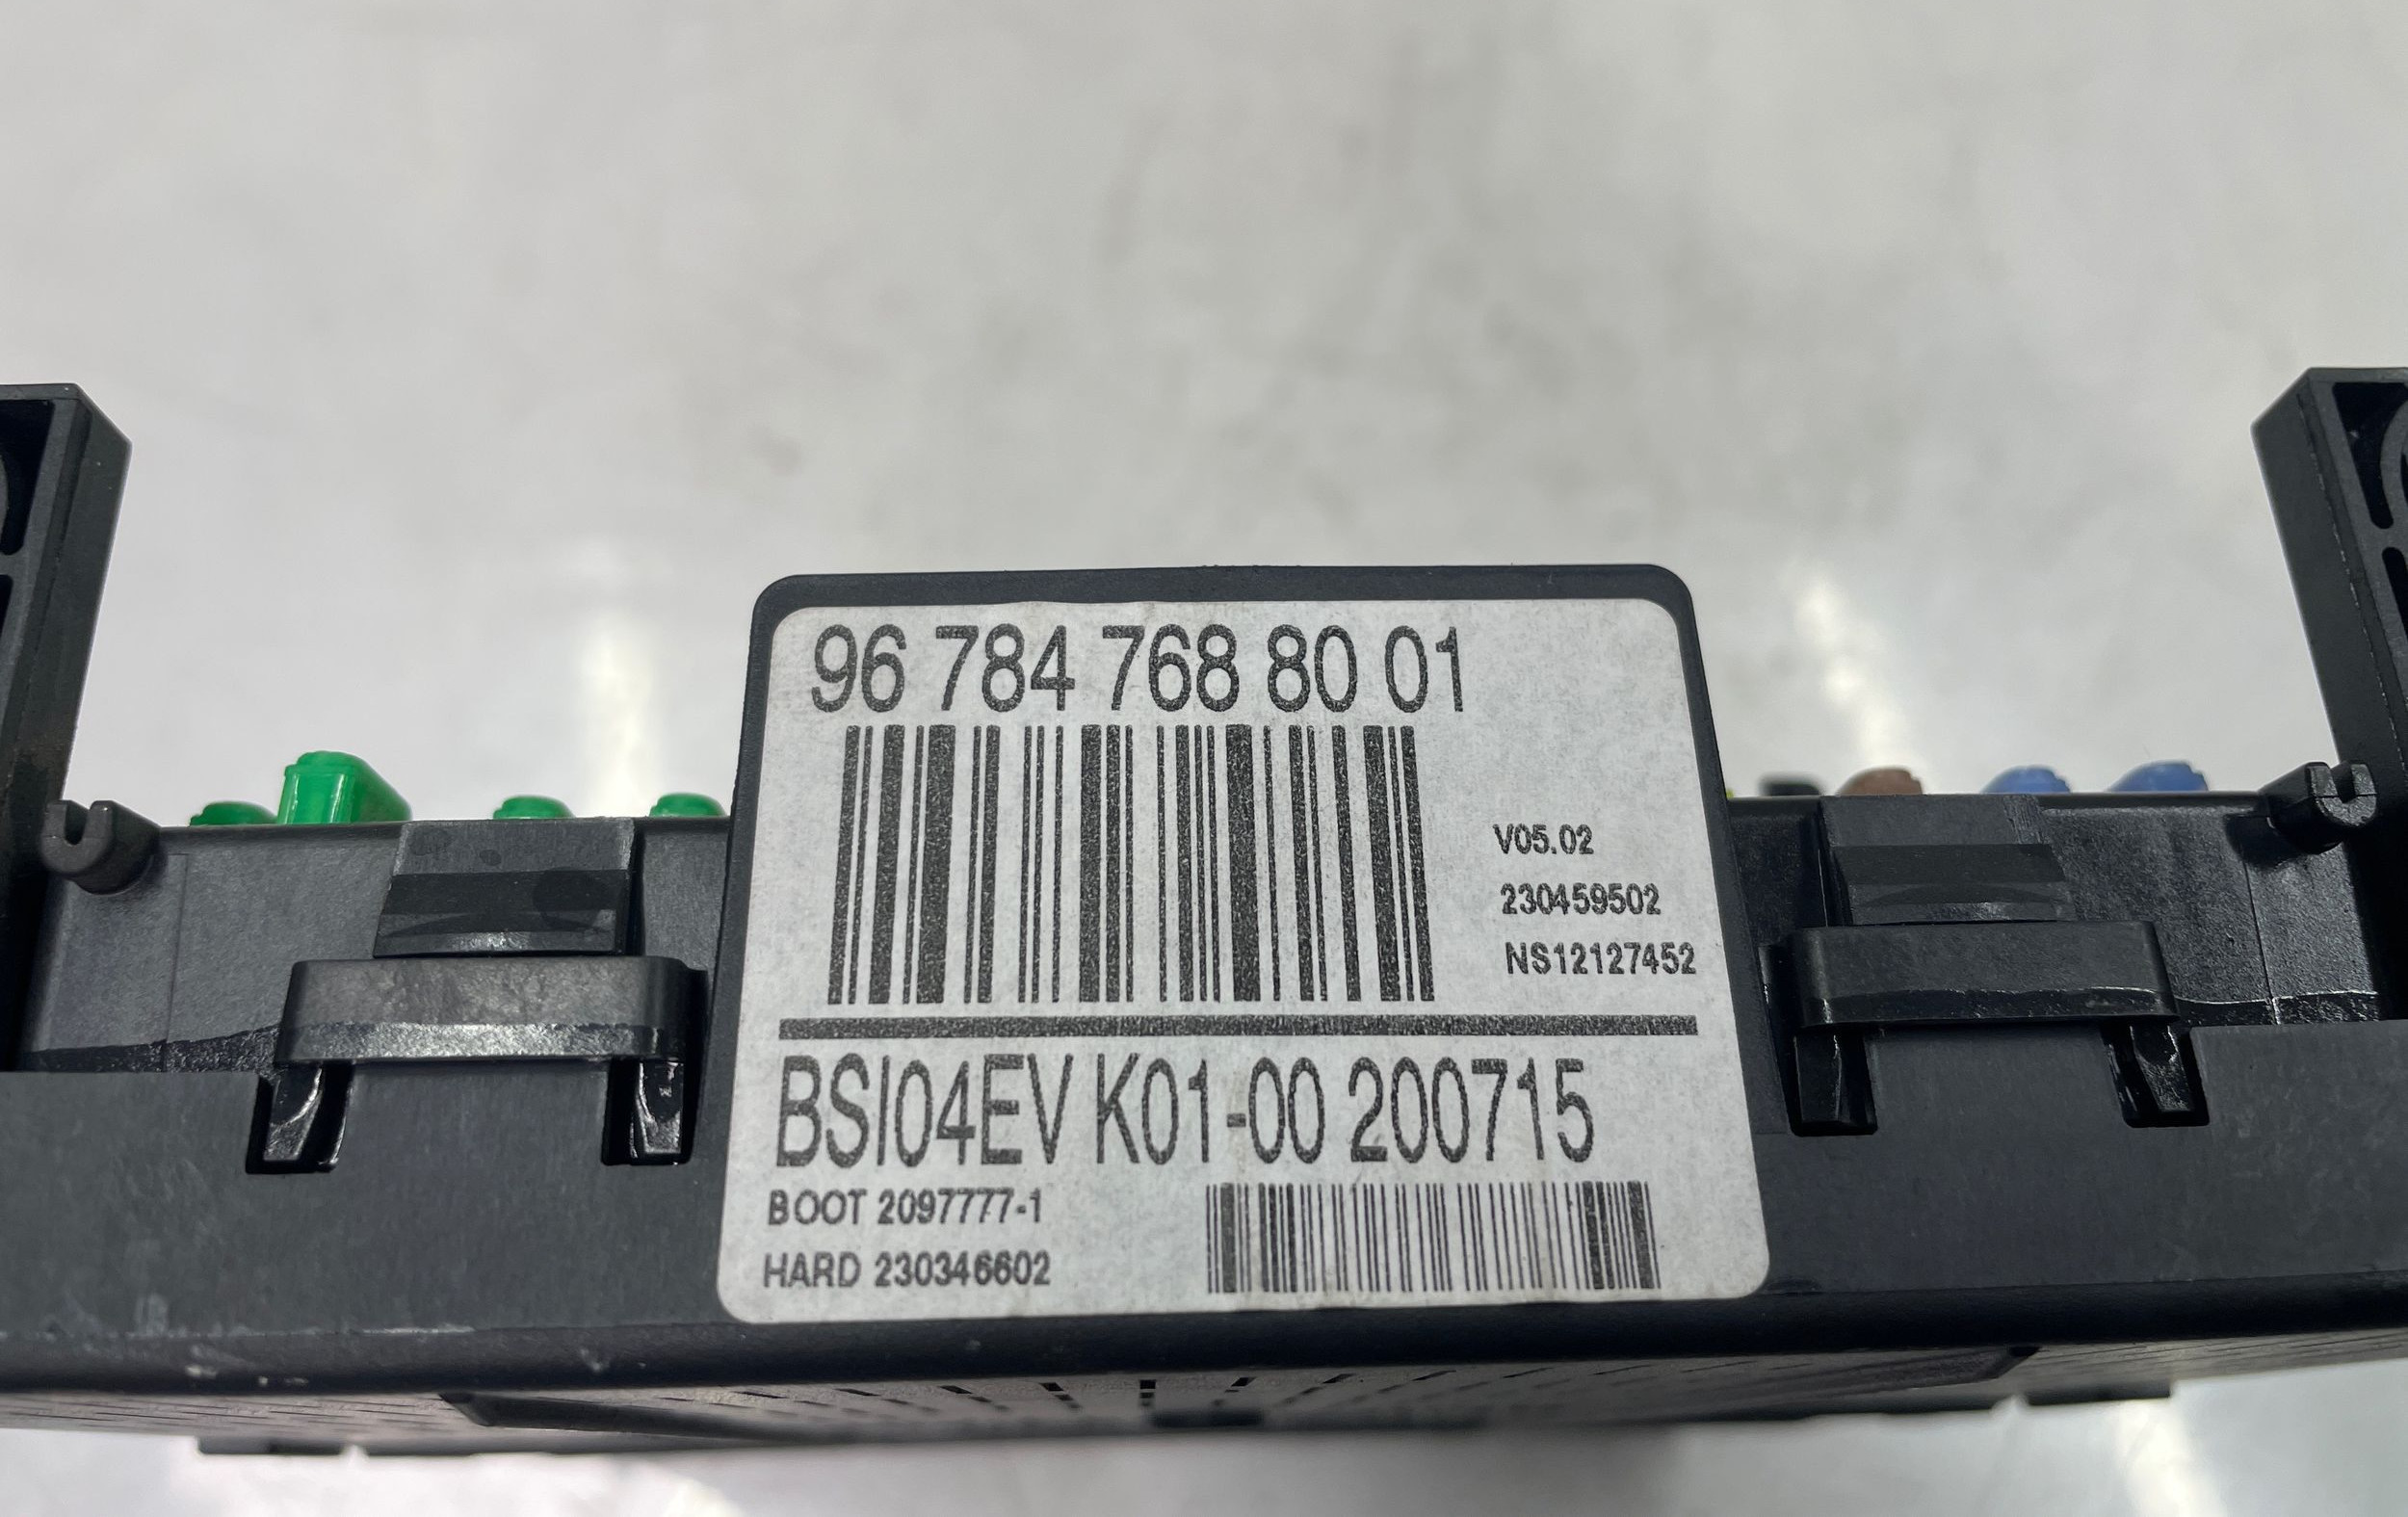 96 784 768 80 01
V05.02
230459502
NS12127452
BSI04EV K01-00 200715
BOOT 2097777-1
HARD 230346602